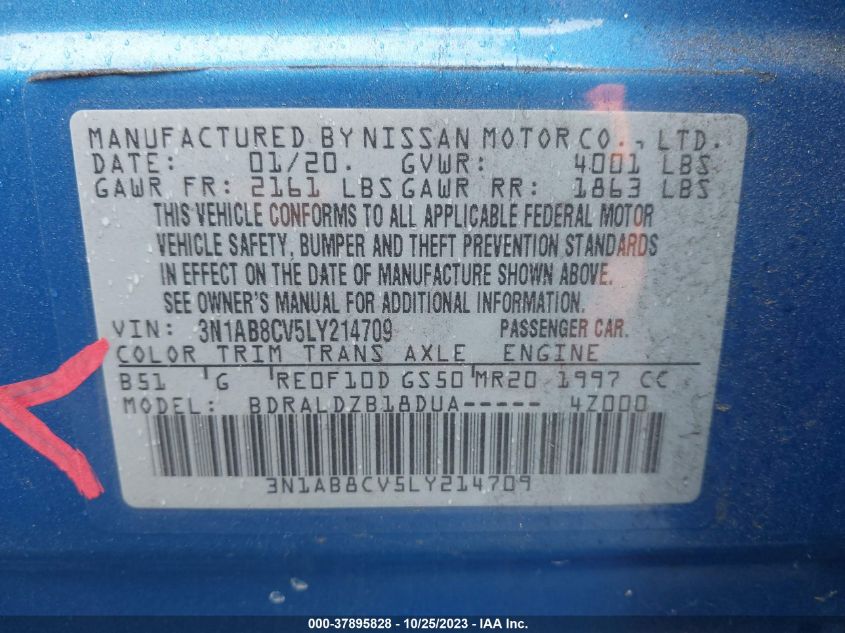 MANUFACTURED BY NISSAN MOTOR CO., LTD.
DATE: 01/20. GVWR: 4001 LBS
GAWR FR: 2161 LBS GAWR RR: 1863 LBS
THIS VEHICLE CONFORMS TO ALL APPLICABLE FEDERAL MOTOR
VEHICLE SAFETY, BUMPER AND THEFT PREVENTION STANDARDS
IN EFFECT ON THE DATE OF MANUFACTURE SHOWN ABOVE.
SEE OWNER'S MANUAL FOR ADDITIONAL INFORMATION.
VIN: 3N1AB8CV5LY214709 PASSENGER CAR.
COLOR TRIM TRANS AXLE ENGINE
B51 G RE0F10D GS50 MR20 1997 CC
MODEL: BDRALDZB18DUA----- 4Z000
3N1AB8CV5LY214709
000-37895828 - 10/25/2023 - IAA Inc.